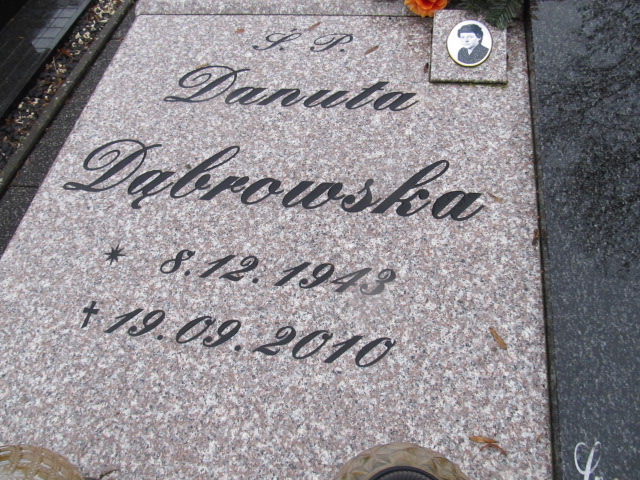 Ś. P.
Danuta
Dąbrowska
* 8.12.1943
† 19.09.2010